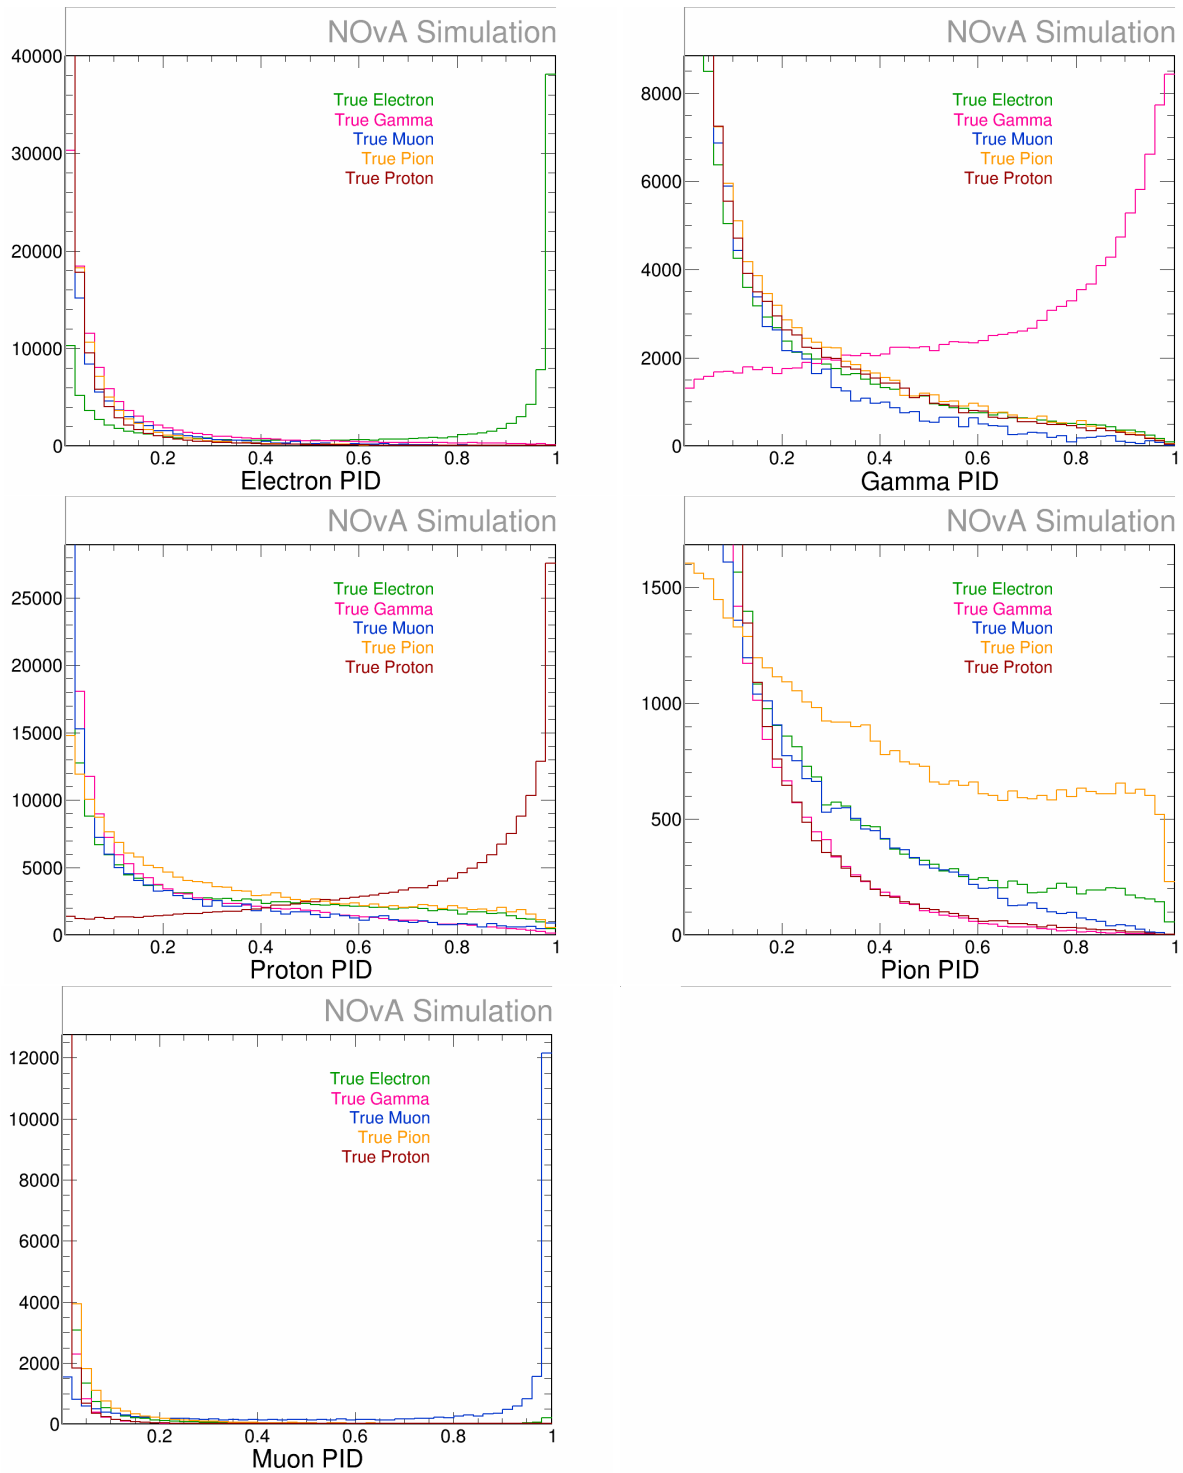 NOvA Simulation
40000
30000
20000
10000
0
True Electron
True Gamma
True Muon
True Pion
True Proton
0.2 0.4 0.6 0.8 1
Electron PID
NOvA Simulation
8000
6000
4000
2000
0
True Electron
True Gamma
True Muon
True Pion
True Proton
0.2 0.4 0.6 0.8 1
Gamma PID
NOvA Simulation
25000
20000
15000
10000
5000
0
True Electron
True Gamma
True Muon
True Pion
True Proton
0.2 0.4 0.6 0.8 1
Proton PID
NOvA Simulation
1500
1000
500
0
True Electron
True Gamma
True Muon
True Pion
True Proton
0.2 0.4 0.6 0.8 1
Pion PID
NOvA Simulation
12000
10000
8000
6000
4000
2000
0
True Electron
True Gamma
True Muon
True Pion
True Proton
0.2 0.4 0.6 0.8 1
Muon PID